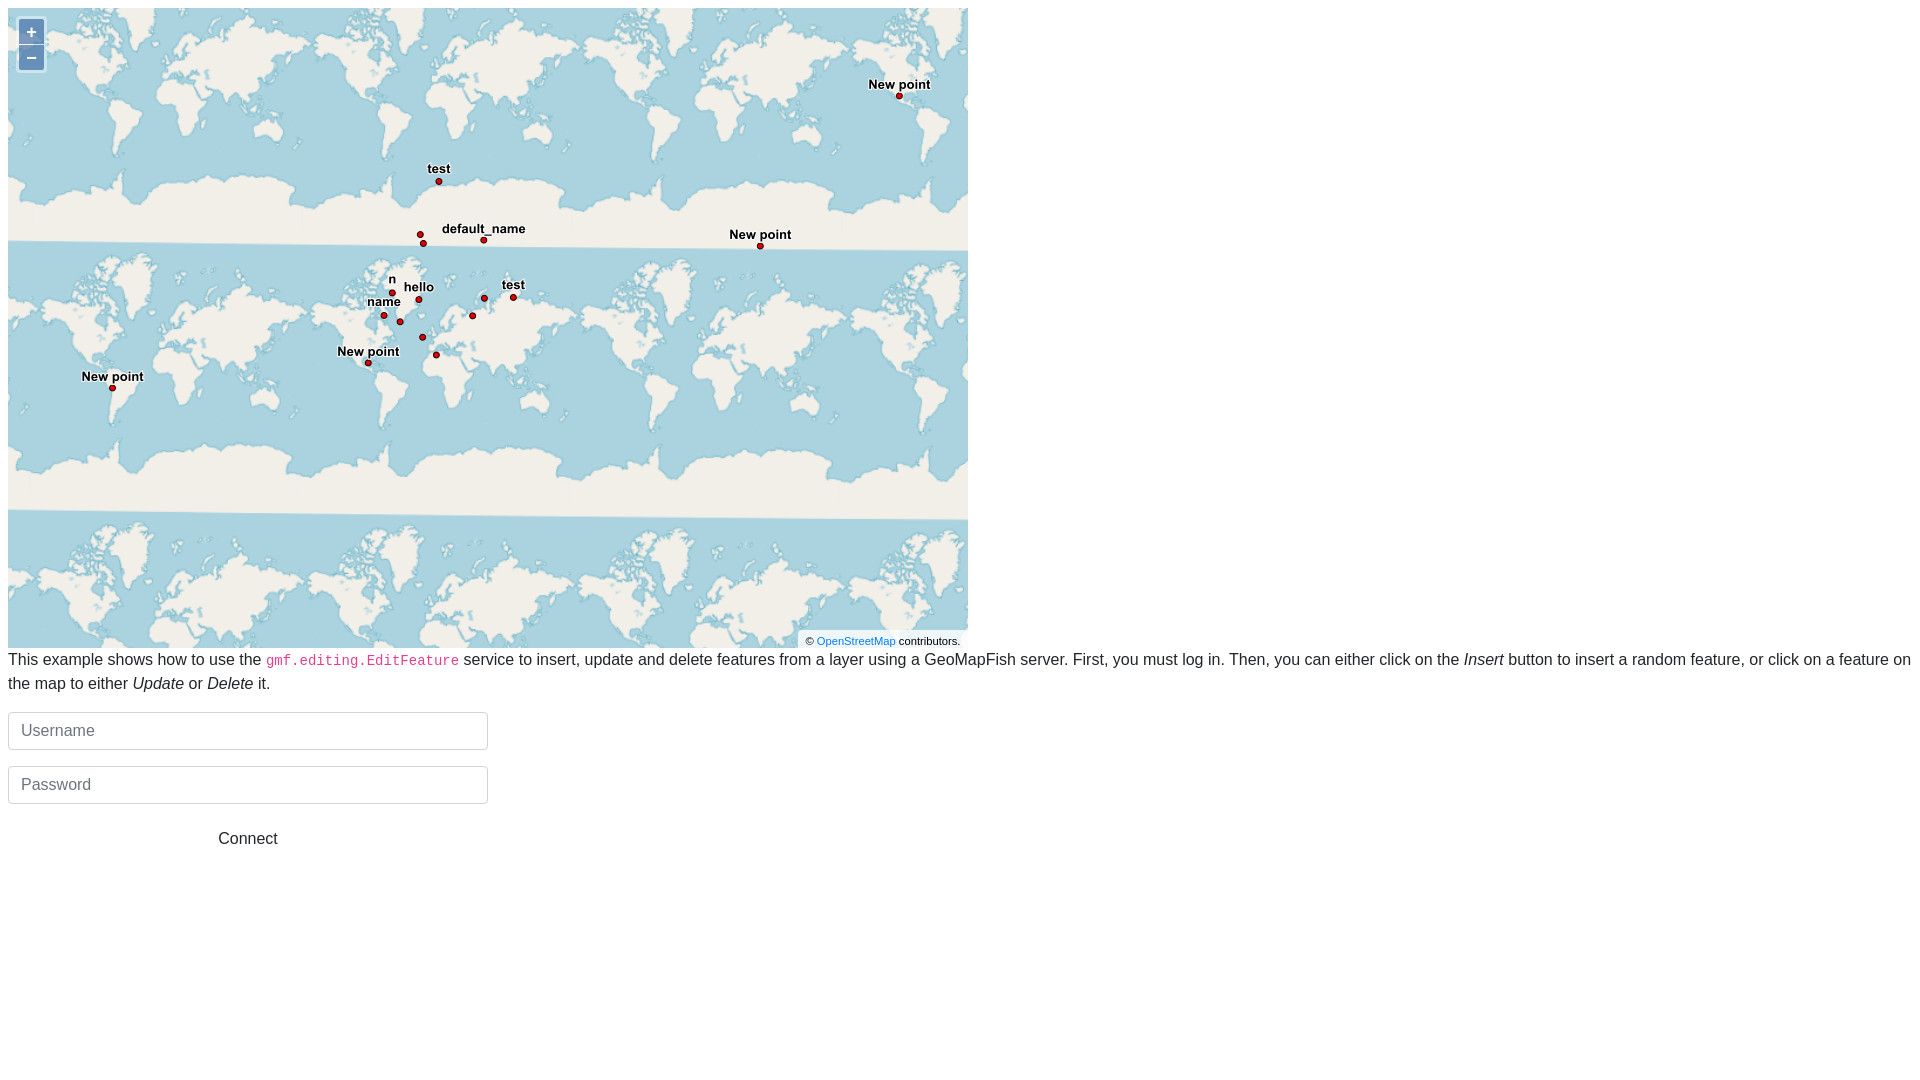 +
−
New point
test
default_name
New point
n
hello
test
name
New point
New point
© OpenStreetMap contributors.
This example shows how to use the gmf.editing.EditFeature service to insert, update and delete features from a layer using a GeoMapFish server. First, you must log in. Then, you can either click on the Insert button to insert a random feature, or click on a feature on
the map to either Update or Delete it.
Username
Password
Connect